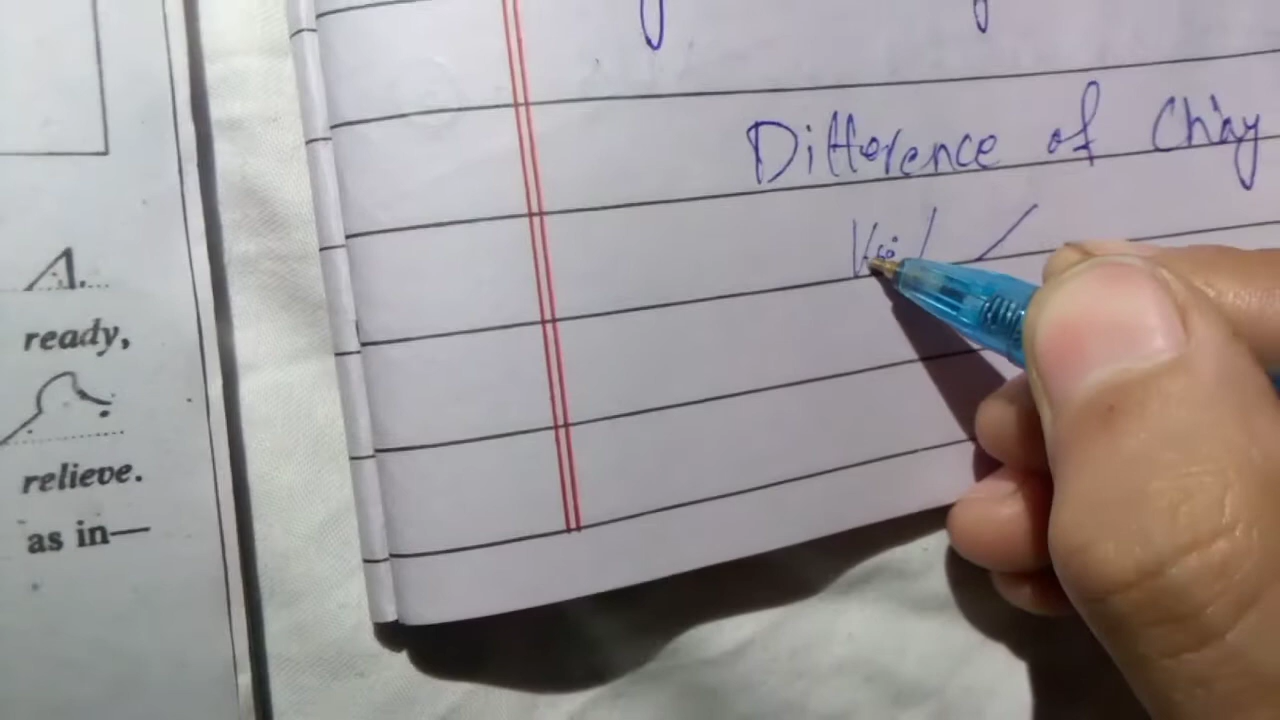 Difference of Ch'ay
ready,
relieve.
as in—